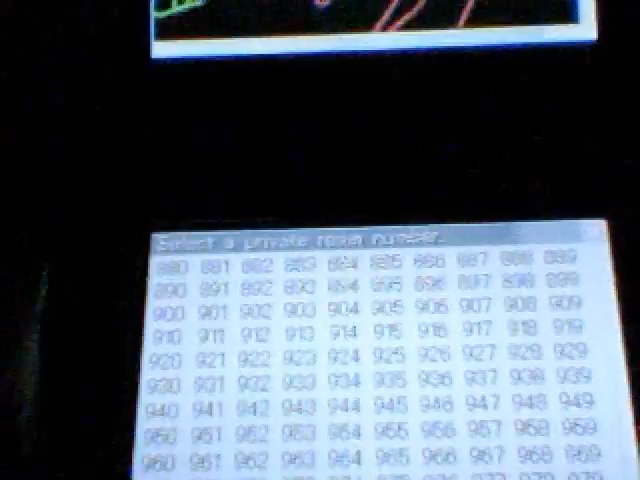 Select a private room number.
880 881 882 883 884 885 886 887 888 889
890 891 892 893 894 895 896 897 898 899
900 901 902 903 904 905 906 907 908 909
910 911 912 913 914 915 916 917 918 919
920 921 922 923 924 925 926 927 928 929
930 931 932 933 934 935 936 937 938 939
940 941 942 943 944 945 946 947 948 949
950 951 952 953 954 955 956 957 958 959
960 961 962 963 964 965 966 967 968 969